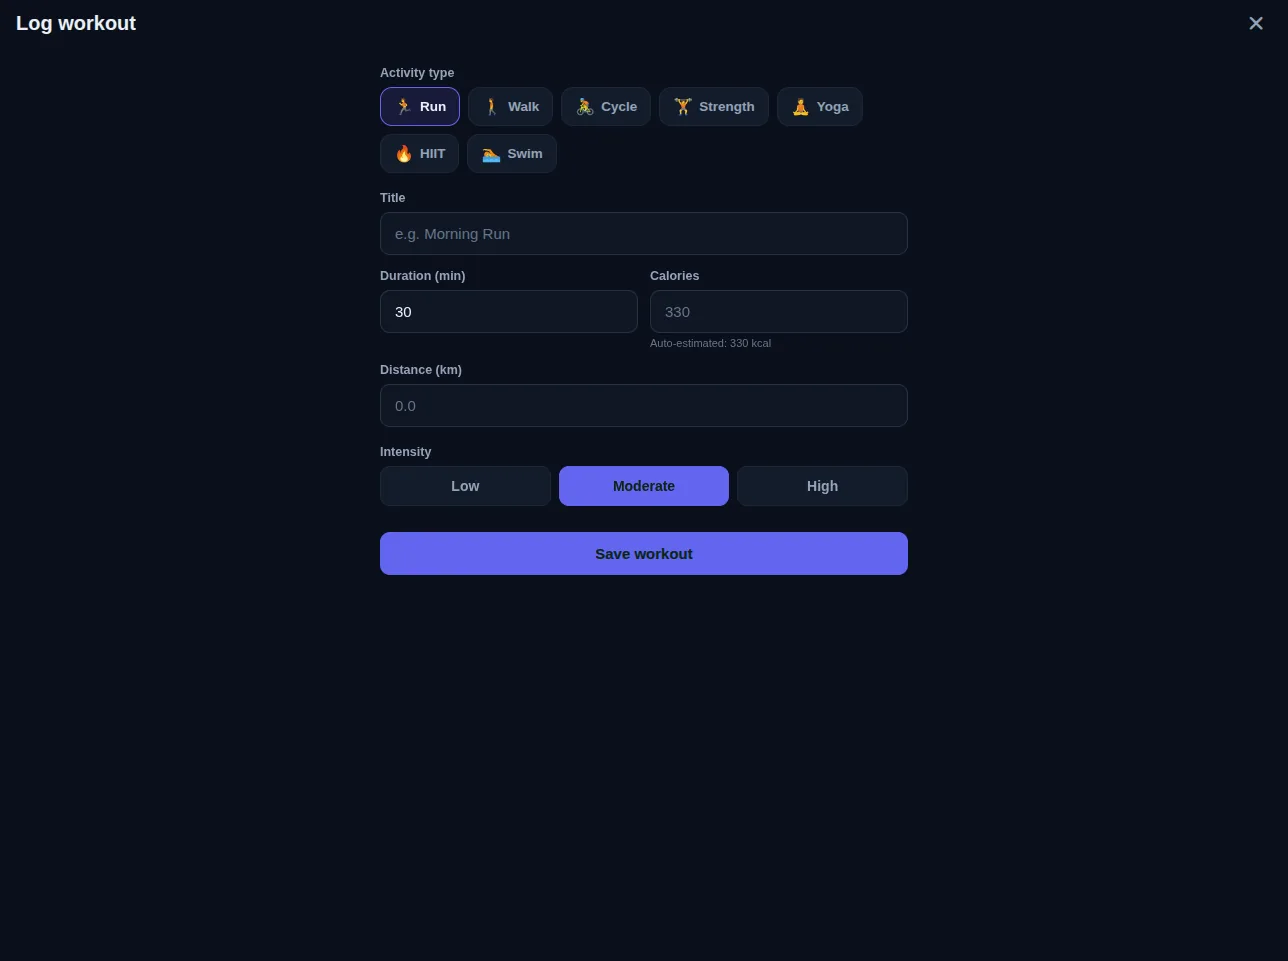 Log workout
Activity type
Run Walk Cycle Strength Yoga
HIIT Swim
Title
e.g. Morning Run
Duration (min) Calories
30 330
Auto-estimated: 330 kcal
Distance (km)
0.0
Intensity
Low Moderate High
Save workout